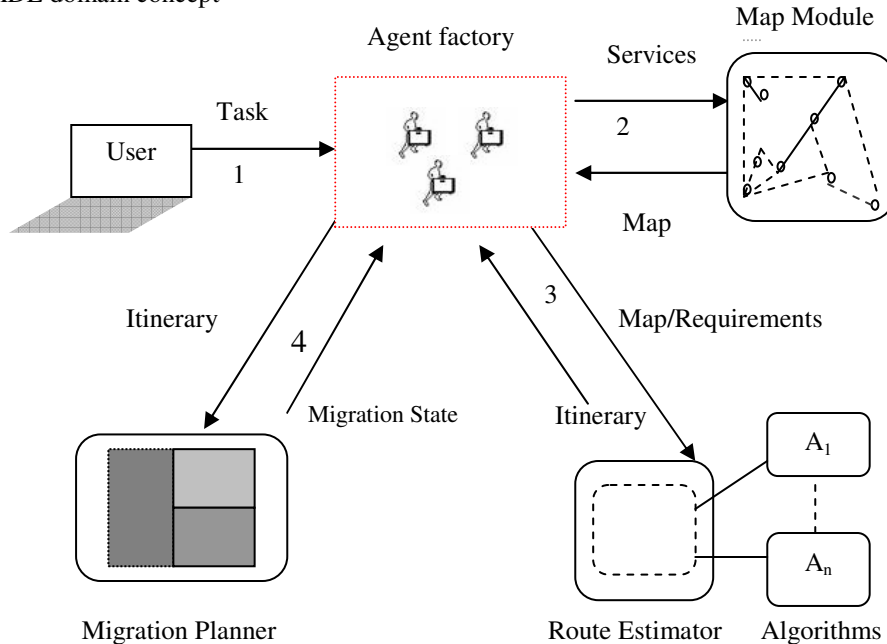 domain concept
Map Module
Agent factory
Services
Task
User
1
2
Map
3
Itinerary
Map/Requirements
4
Migration State
Itinerary
A1
An
Migration Planner
Route Estimator
Algorithms